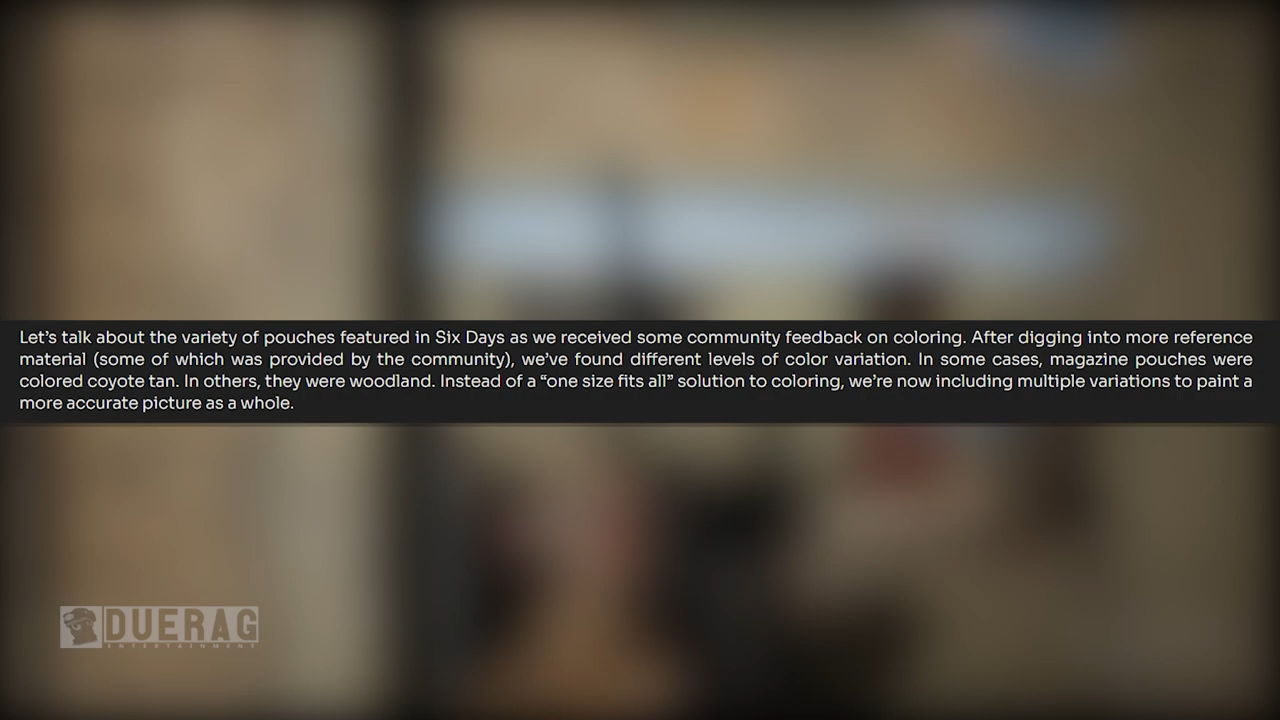 Let’s talk about the variety of pouches featured in Six Days as we received some community feedback on coloring. After digging into more reference
material (some of which was provided by the community), we’ve found different levels of color variation. In some cases, magazine pouches were
colored coyote tan. In others, they were woodland. Instead of a “one size fits all” solution to coloring, we’re now including multiple variations to paint a
more accurate picture as a whole.
DUERAG
ENTERTAINMENT